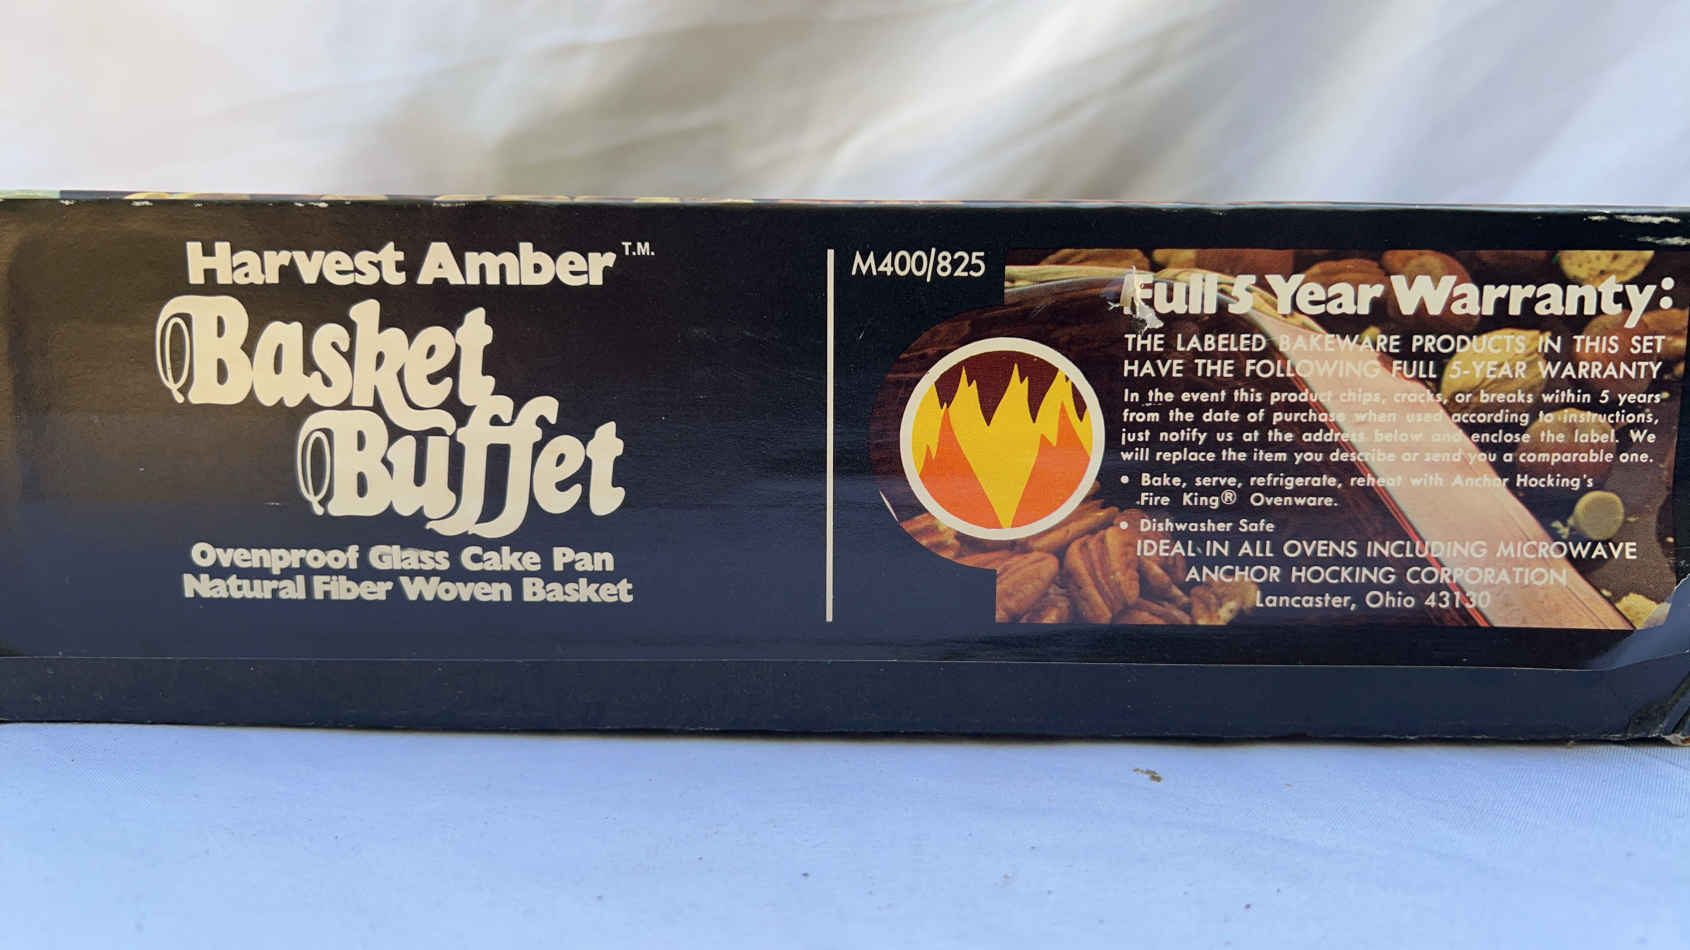 Harvest Amber T.M.
Basket
Buffet
Ovenproof Glass Cake Pan
Natural Fiber Woven Basket
M400/825
Full 5 Year Warranty:
THE LABELED BAKEWARE PRODUCTS IN THIS SET
HAVE THE FOLLOWING FULL 5-YEAR WARRANTY
In the event this product chips, cracks, or breaks within 5 years
from the date of purchase when used according to instructions,
just notify us at the address below and enclose the label. We
will replace the item you describe or send you a comparable one.
• Bake, serve, refrigerate, reheat with Anchor Hocking's
Fire King® Ovenware.
• Dishwasher Safe
IDEAL IN ALL OVENS INCLUDING MICROWAVE
ANCHOR HOCKING CORPORATION
Lancaster, Ohio 43130